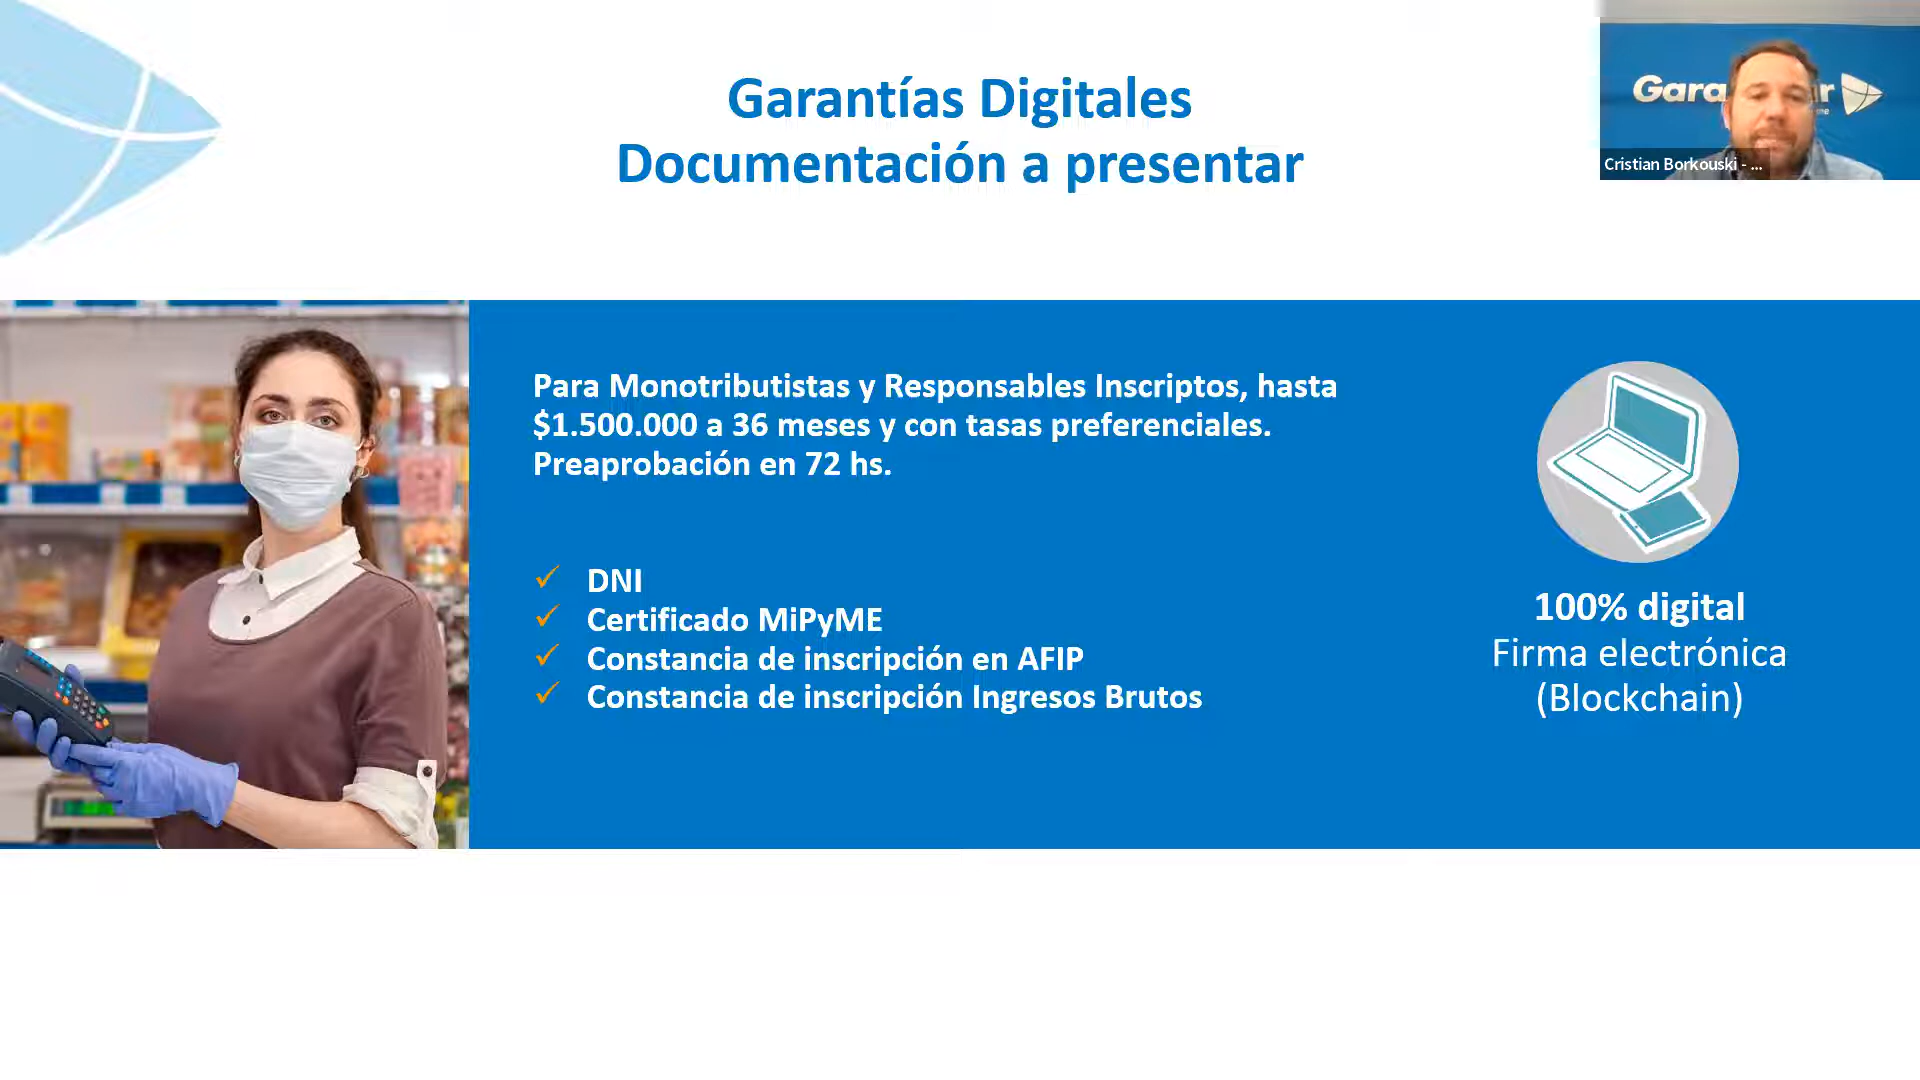 Garantías Digitales
Documentación a presentar
Gara
r
Cristian Borkouski - ...
Para Monotributistas y Responsables Inscriptos, hasta
$1.500.000 a 36 meses y con tasas preferenciales.
Preaprobación en 72 hs.
✓ DNI
✓ Certificado MiPyME
✓ Constancia de inscripción en AFIP
✓ Constancia de inscripción Ingresos Brutos
100% digital
Firma electrónica
(Blockchain)